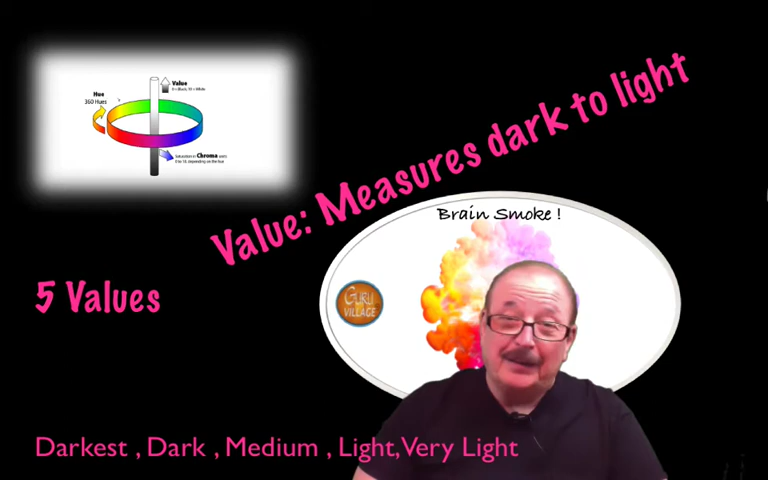 Value
Hue
360 Hues
Value: Measures dark to light
Brain Smoke !
5 Values
GURU
VILLAGE
Darkest , Dark , Medium , Light,Very Light